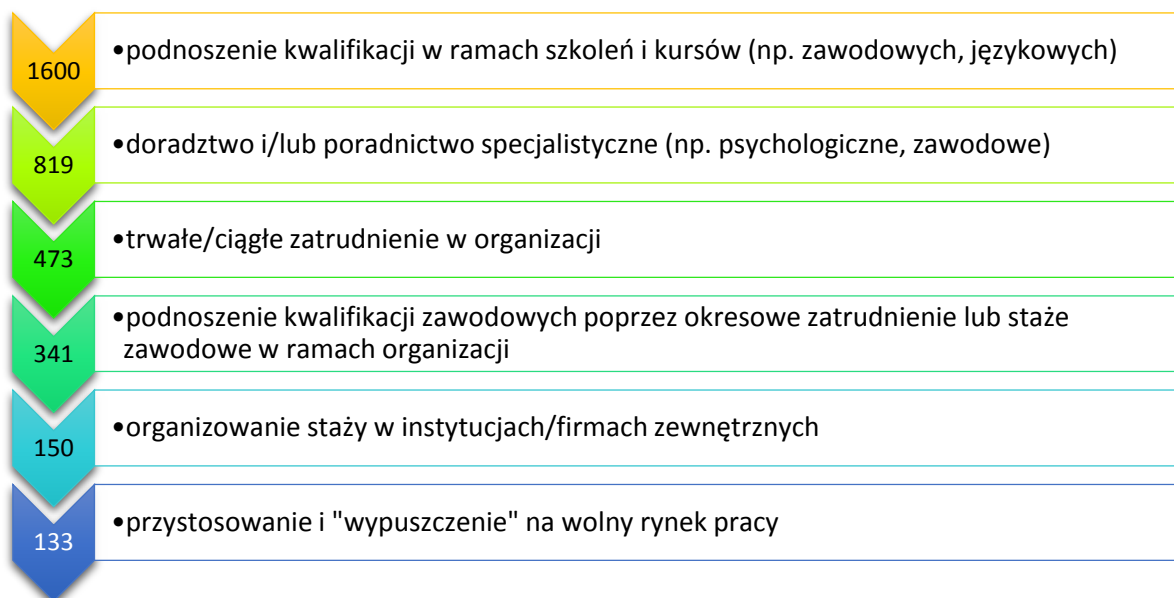 1600
•podnoszenie kwalifikacji w ramach szkoleń i kursów (np. zawodowych, językowych)
819
•doradztwo i/lub poradnictwo specjalistyczne (np. psychologiczne, zawodowe)
473
•trwałe/ciągłe zatrudnienie w organizacji
341
•podnoszenie kwalifikacji zawodowych poprzez okresowe zatrudnienie lub staże
zawodowe w ramach organizacji
150
•organizowanie staży w instytucjach/firmach zewnętrznych
133
•przystosowanie i "wypuszczenie" na wolny rynek pracy